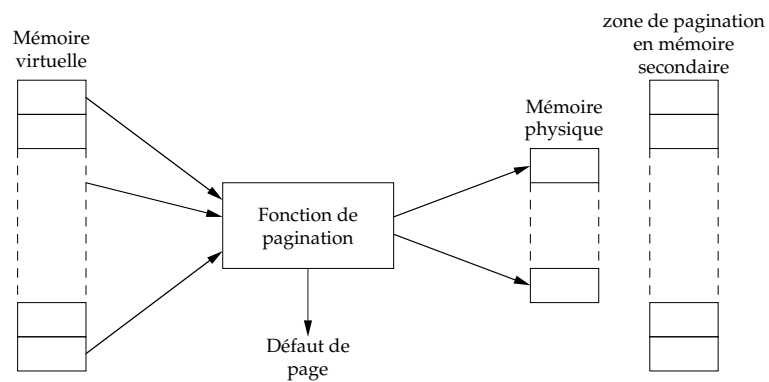 Mémoire
virtuelle
zone de pagination
en mémoire
secondaire
Mémoire
physique
Fonction de
pagination
Défaut de
page